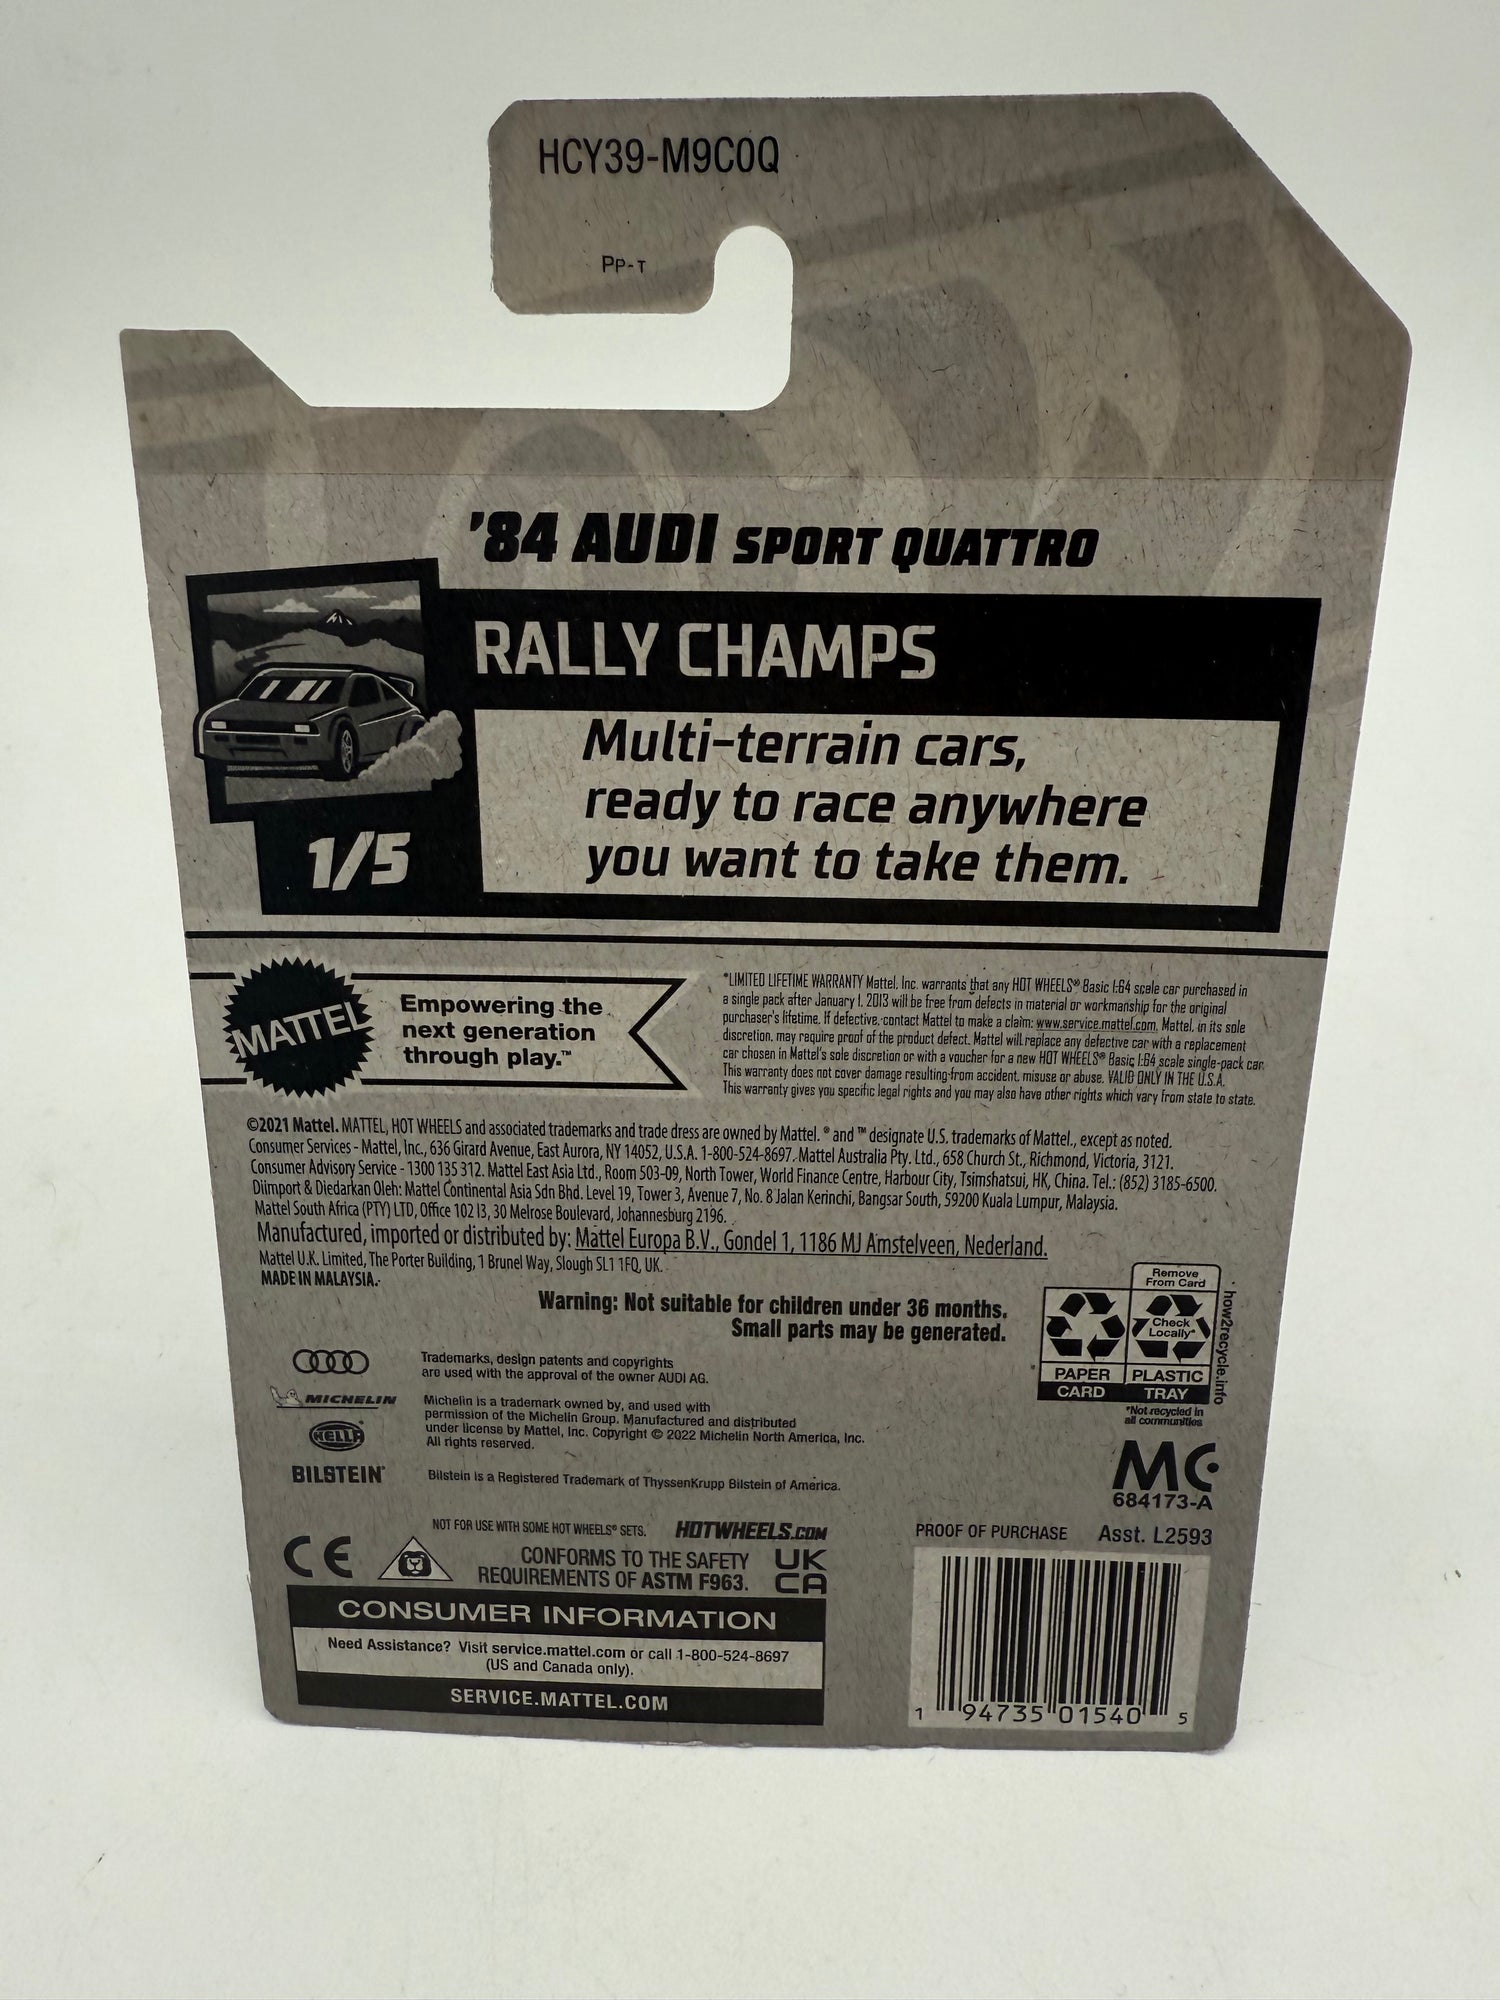 HCY39-M9C0Q
PP-T
'84 AUDI SPORT QUATTRO
RALLY CHAMPS
Multi-terrain cars,
ready to race anywhere
you want to take them.
1/5
MATTEL
Empowering the
next generation
through play.™
*LIMITED LIFETIME WARRANTY Mattel, Inc. warrants that any HOT WHEELS® Basic 1:64 scale car purchased in
a single pack after January 1, 2013 will be free from defects in material or workmanship for the original
purchaser's lifetime. If defective, contact Mattel to make a claim: www.service.mattel.com. Mattel, in its sole
discretion, may require proof of the product defect. Mattel will replace any defective car with a replacement
car chosen in Mattel's sole discretion or with a voucher for a new HOT WHEELS® Basic 1:64 scale single-pack car.
This warranty does not cover damage resulting from accident, misuse or abuse. VALID ONLY IN THE U.S.A.
This warranty gives you specific legal rights and you may also have other rights which vary from state to state.
©2021 Mattel. MATTEL, HOT WHEELS and associated trademarks and trade dress are owned by Mattel. ® and ™ designate U.S. trademarks of Mattel., except as noted.
Consumer Services - Mattel, Inc., 636 Girard Avenue, East Aurora, NY 14052, U.S.A. 1-800-524-8697. Mattel Australia Pty. Ltd., 658 Church St., Richmond, Victoria, 3121.
Consumer Advisory Service - 1300 135 312. Mattel East Asia Ltd., Room 503-09, North Tower, World Finance Centre, Harbour City, Tsimshatsui, HK, China. Tel.: (852) 3185-6500.
Diimport & Diedarkan Oleh: Mattel Continental Asia Sdn Bhd. Level 19, Tower 3, Avenue 7, No. 8 Jalan Kerinchi, Bangsar South, 59200 Kuala Lumpur, Malaysia.
Mattel South Africa (PTY) LTD, Office 102 I3, 30 Melrose Boulevard, Johannesburg 2196.
Manufactured, imported or distributed by: Mattel Europa B.V., Gondel 1, 1186 MJ Amstelveen, Nederland.
Mattel U.K. Limited, The Porter Building, 1 Brunel Way, Slough SL1 1FQ, UK.
MADE IN MALAYSIA.
Warning: Not suitable for children under 36 months.
Small parts may be generated.
Remove
From Card
Check
Locally*
PAPER
CARD
PLASTIC
TRAY
*Not recycled in
all communities
how2recycle.info
Trademarks, design patents and copyrights
are used with the approval of the owner AUDI AG.
MICHELIN
Michelin is a trademark owned by, and used with
permission of the Michelin Group. Manufactured and distributed
under license by Mattel, Inc. Copyright © 2022 Michelin North America, Inc.
All rights reserved.
HELLA
BILSTEIN
Bilstein is a Registered Trademark of ThyssenKrupp Bilstein of America.
MC
684173-A
NOT FOR USE WITH SOME HOT WHEELS® SETS.
HOTWHEELS.COM
CE
CONFORMS TO THE SAFETY
REQUIREMENTS OF ASTM F963.
UK
CA
PROOF OF PURCHASE
Asst. L2593
CONSUMER INFORMATION
Need Assistance? Visit service.mattel.com or call 1-800-524-8697
(US and Canada only).
SERVICE.MATTEL.COM
1 94735 01540 5